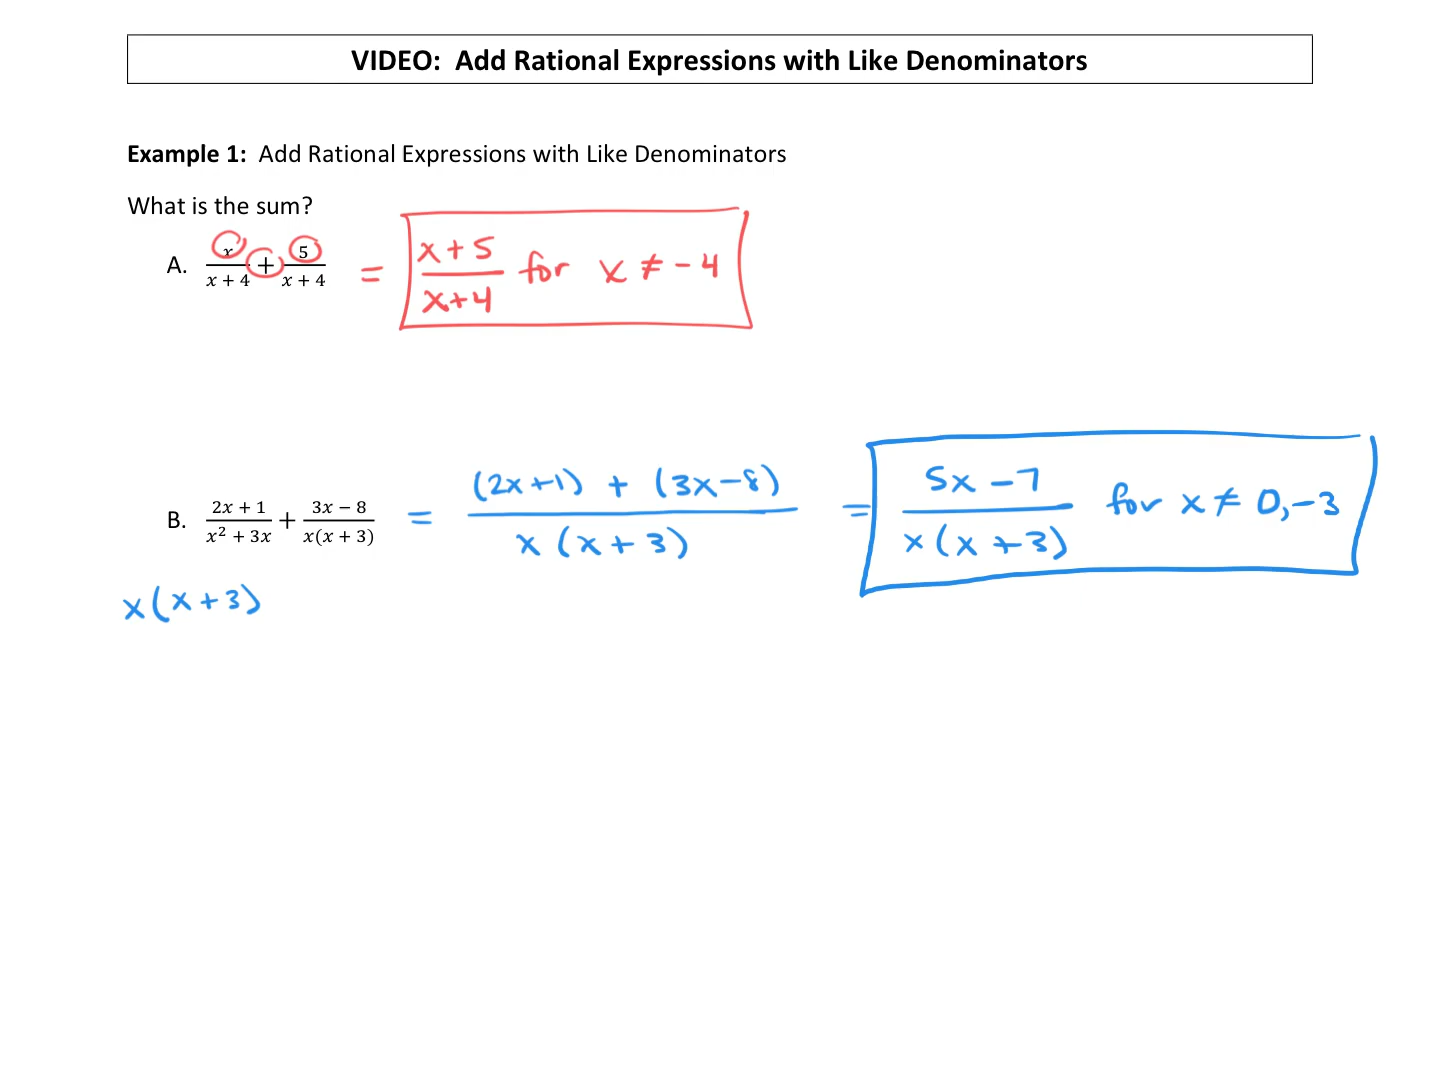 VIDEO: Add Rational Expressions with Like Denominators
Example 1: Add Rational Expressions with Like Denominators
What is the sum?
A. x/(x + 4) + 5/(x + 4) = (x+5)/(x+4) for x ≠ -4
B. (2x + 1)/(x² + 3x) + (3x − 8)/(x(x + 3)) = ((2x+1) + (3x-8))/(x(x+3)) = (5x-7)/(x(x+3)) for x ≠ 0,-3
x(x+3)